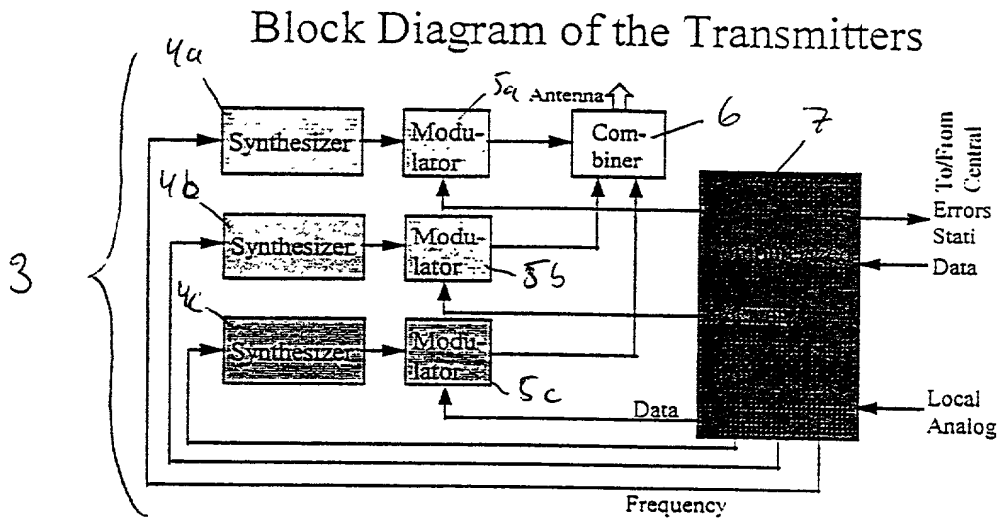 Block Diagram of the Transmitters
4a
5a
Antenna
6
7
Synthesizer
Modu-
lator
Com-
biner
To/From
Central
4b
Errors
Stati
Synthesizer
Modu-
lator
5b
Data
3
4c
Synthesizer
Modu-
lator
5c
Data
Local
Analog
Frequency